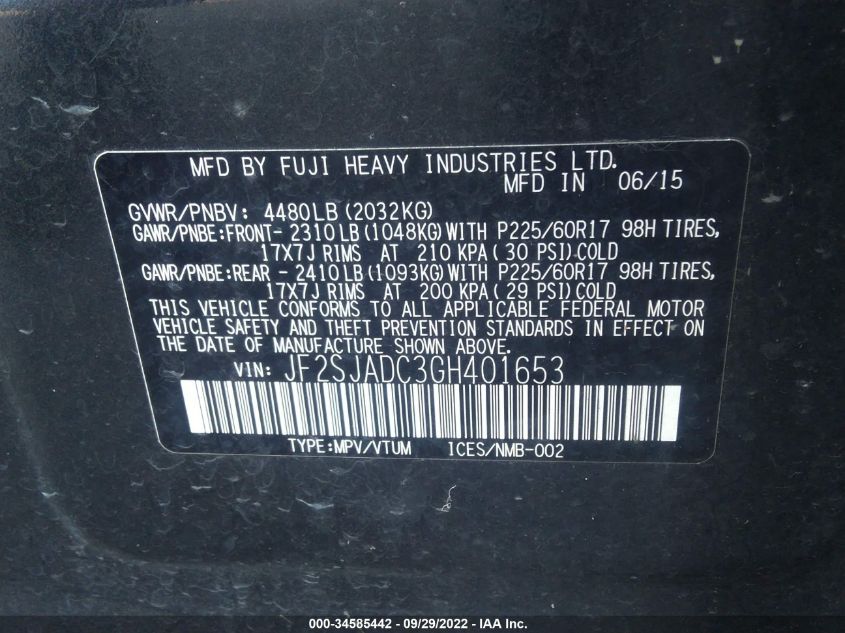 MFD BY FUJI HEAVY INDUSTRIES LTD.
MFD IN 06/15
GVWR/PNBV: 4480LB(2032KG)
GAWR/PNBE:FRONT-2310LB(1048KG)WITH P225/60R17 98H TIRES,
17X7J RIMS AT 210 KPA(30 PSI)COLD
GAWR/PNBE:REAR -2410LB(1093KG)WITH P225/60R17 98H TIRES,
17X7J RIMS AT 200 KPA(29 PSI)COLD
THIS VEHICLE CONFORMS TO ALL APPLICABLE FEDERAL MOTOR
VEHICLE SAFETY AND THEFT PREVENTION STANDARDS IN EFFECT ON
THE DATE OF MANUFACTURE SHOWN ABOVE.
VIN: JF2SJADC3GH401653
TYPE:MPV/VTUM ICES/NMB-002
000-34585442 - 09/29/2022 - IAA Inc.